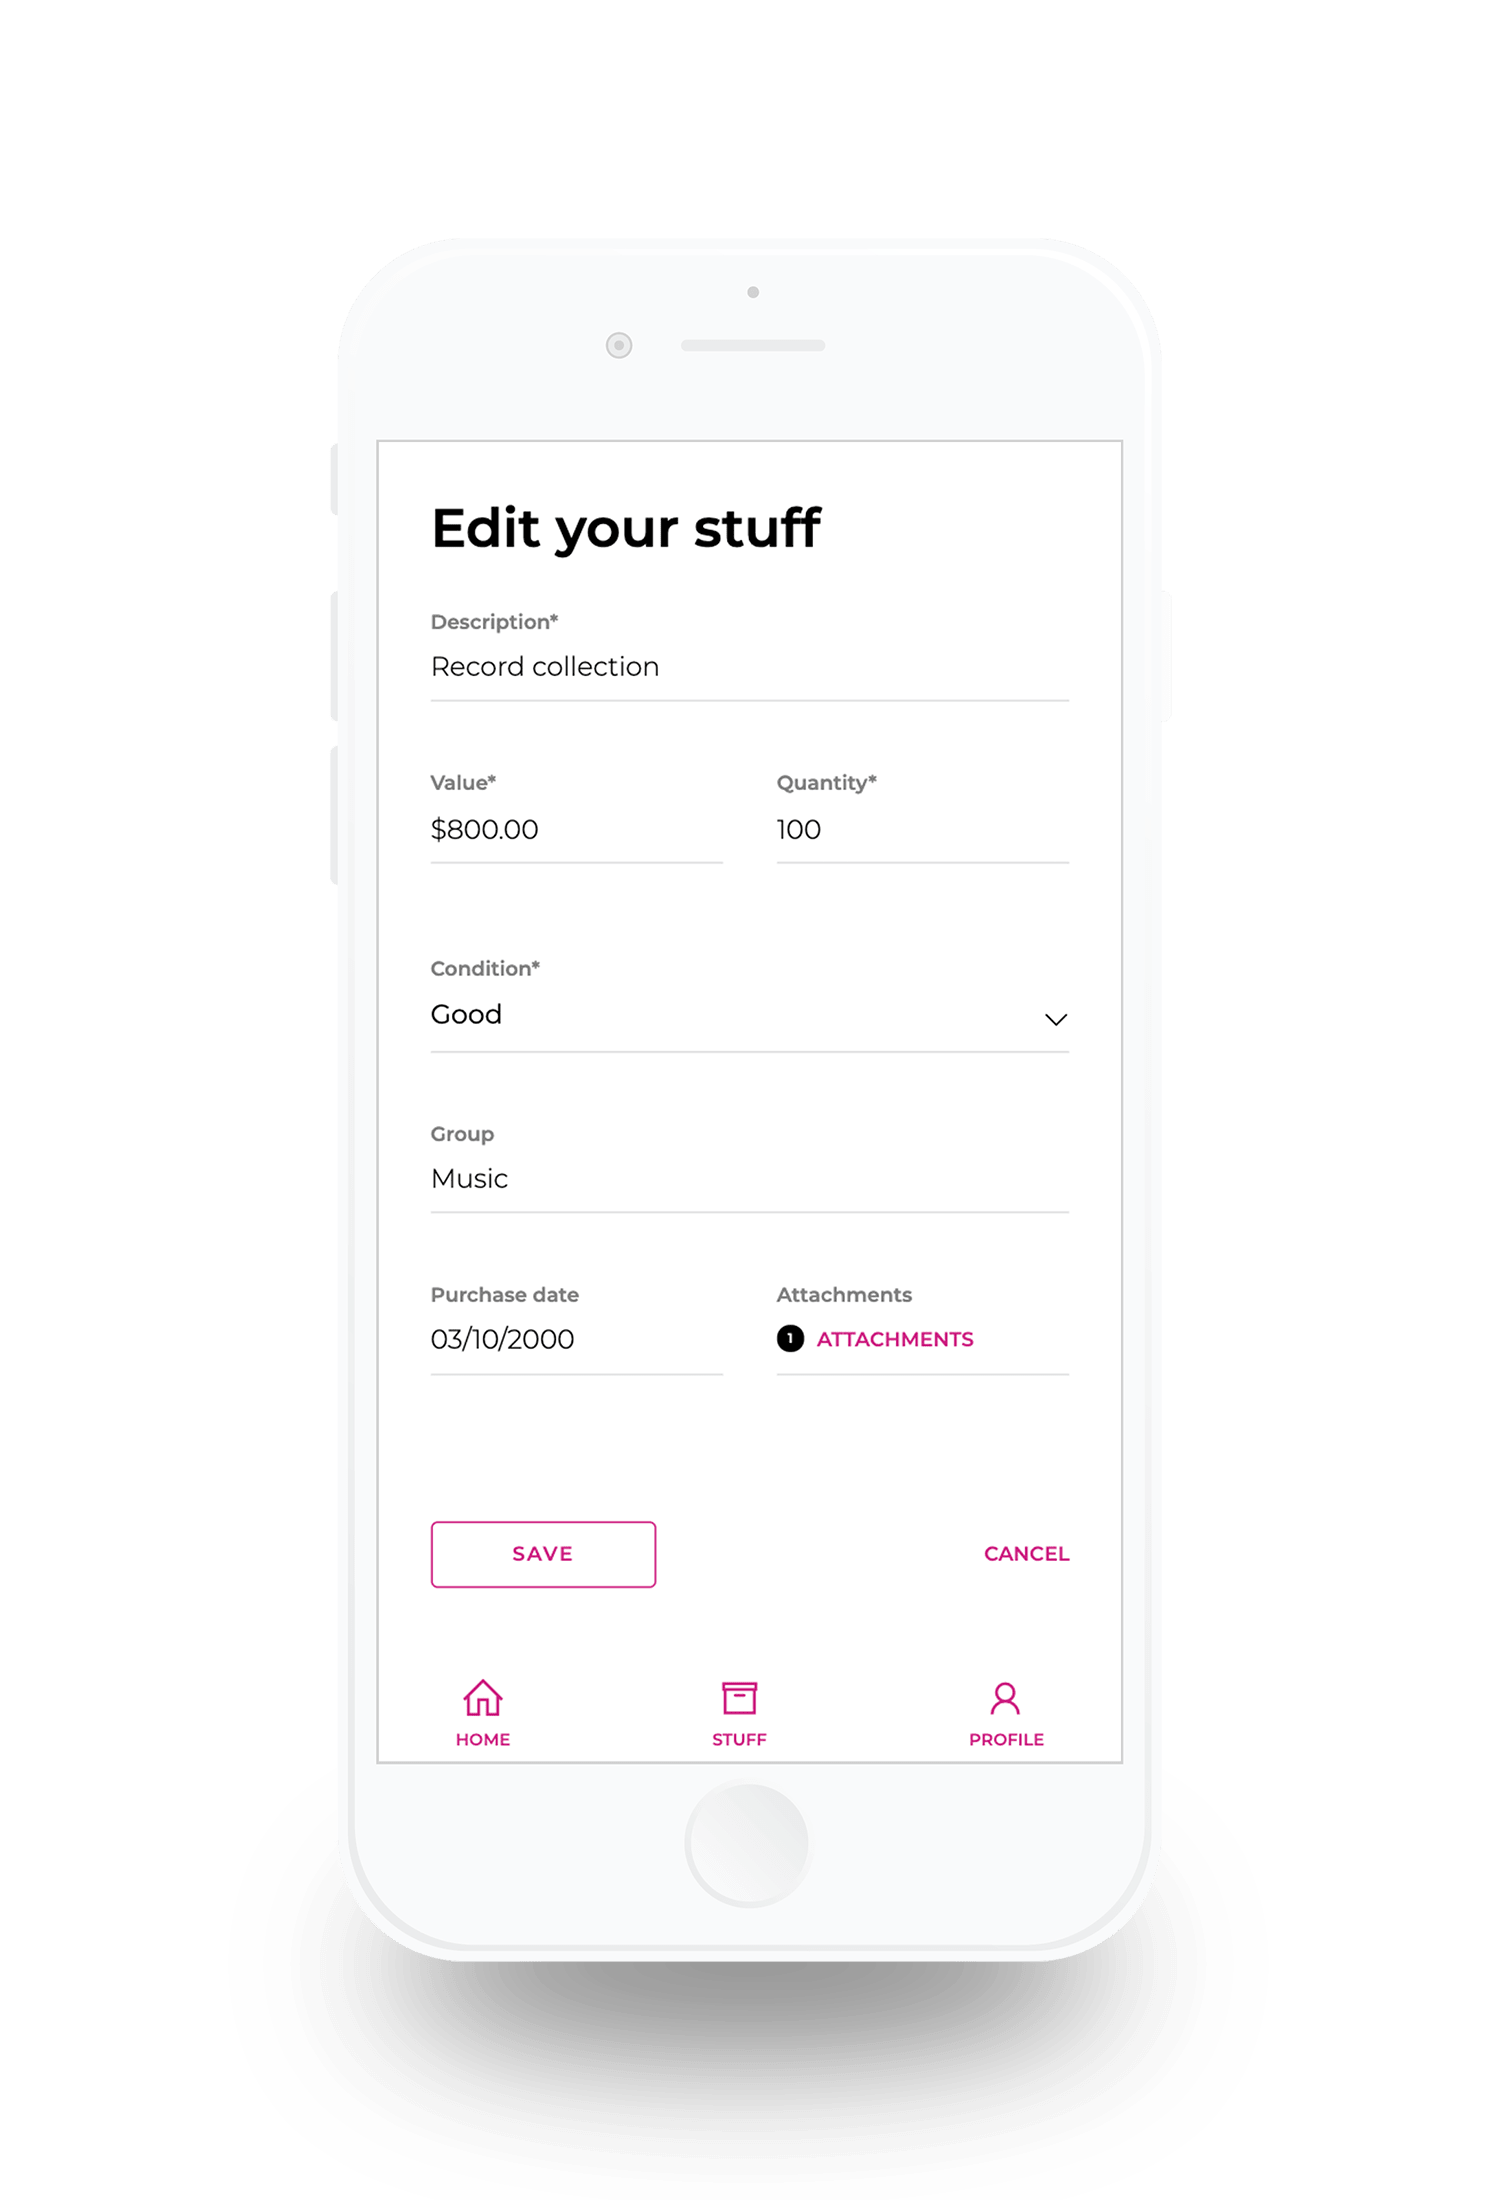 Edit your stuff
Description*
Record collection
Value* Quantity*
$800.00 100
Condition*
Good
Group
Music
Purchase date Attachments
03/10/2000 1 ATTACHMENTS
SAVE CANCEL
HOME STUFF PROFILE